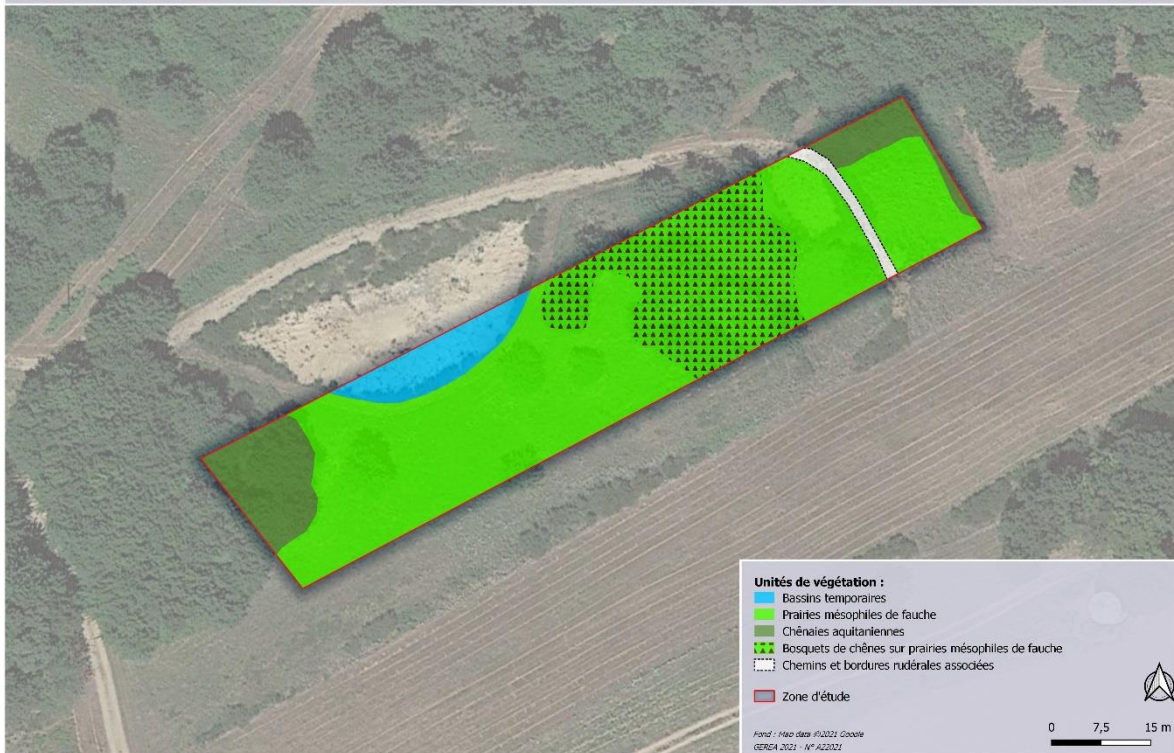 Unités de végétation :
Bassins temporaires
Prairies mésophiles de fauche
Chênaies aquitaniennes
Bosquets de chênes sur prairies mésophiles de fauche
Chemins et bordures rudérales associées
Zone d'étude
Fond : Map data ©2021 Google
GEREA 2021 - N° A22021
0 7,5 15 m